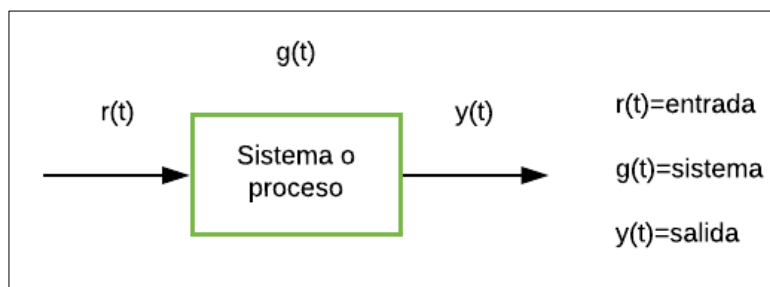 g(t)
r(t)
Sistema o
proceso
y(t)
r(t)=entrada
g(t)=sistema
y(t)=salida